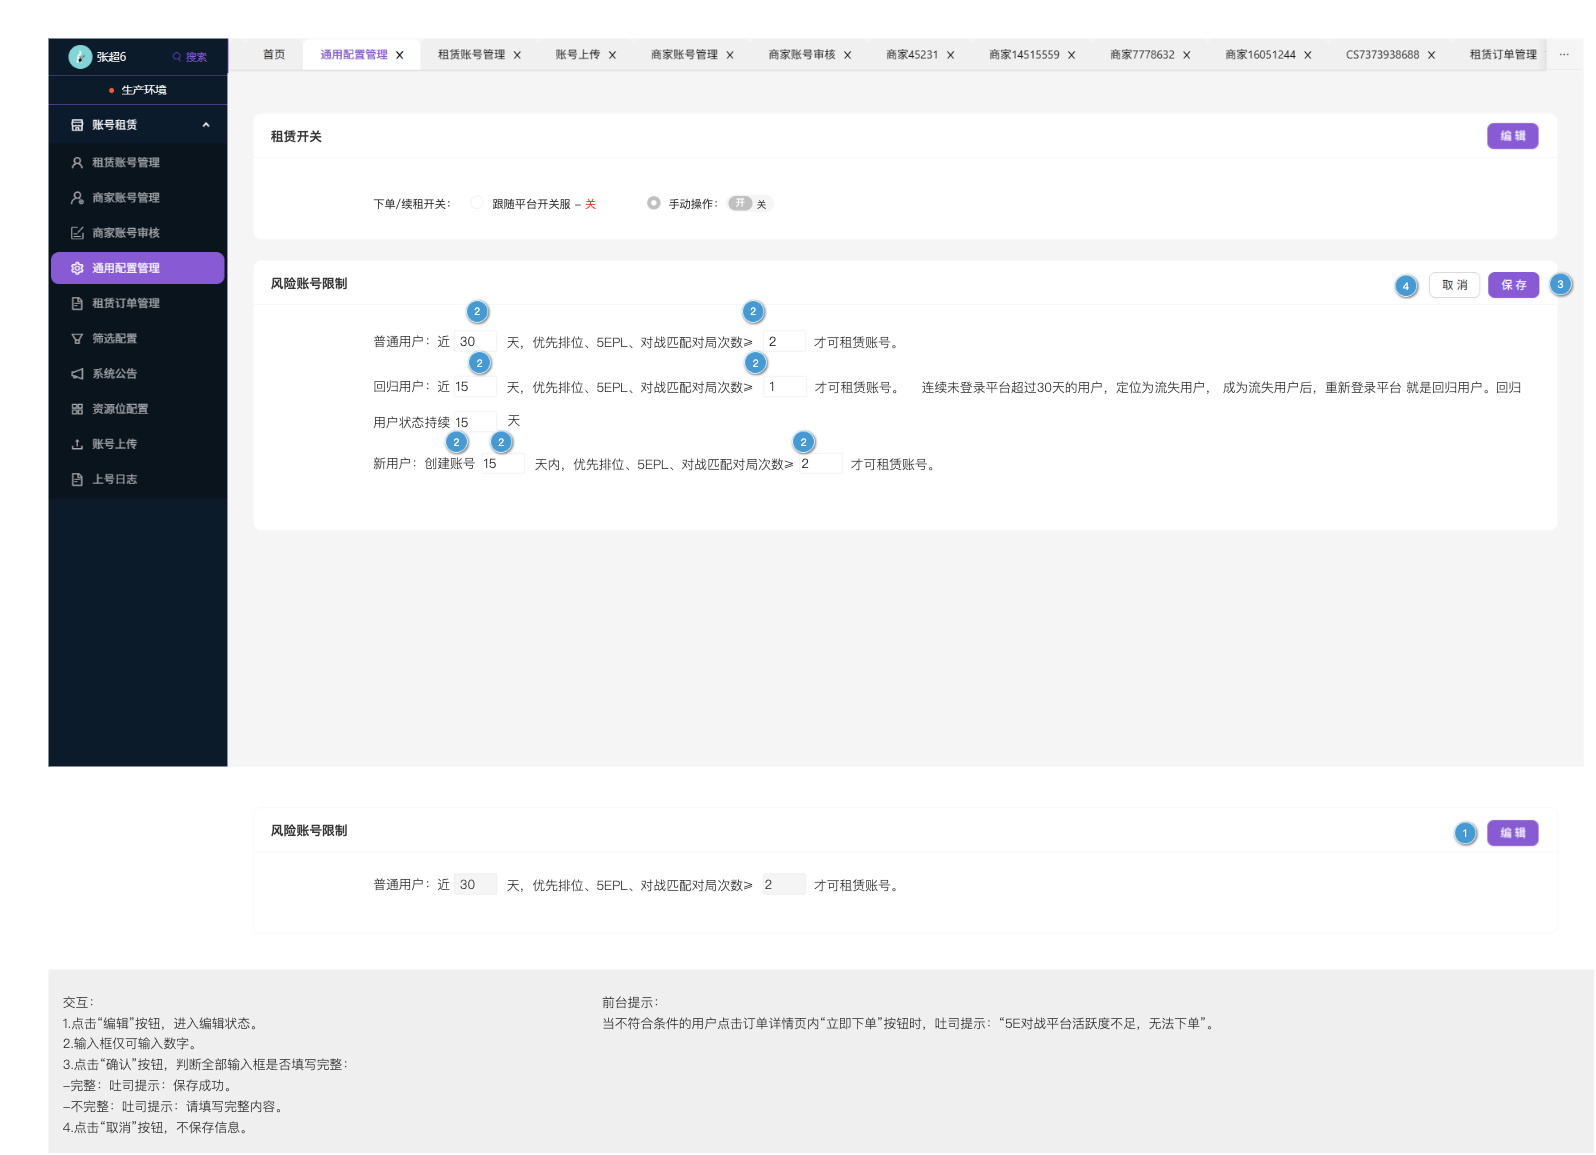 张超6 搜索
首页 通用配置管理 X 租赁账号管理 X 账号上传 X 商家账号管理 X 商家账号审核 X 商家45231 X 商家14515559 X 商家7778632 X 商家16051244 X CS7373938688 X 租赁订单管理 ...
生产环境
账号租赁
租赁账号管理
商家账号管理
商家账号审核
通用配置管理
租赁订单管理
筛选配置
系统公告
资源位配置
账号上传
上号日志
租赁开关 编辑
下单/续租开关： 跟随平台开关服 – 关 手动操作： 开 关
风险账号限制 4 取消 保存 3
2 2
普通用户：近 30 天，优先排位、5EPL、对战匹配对局次数≥ 2 才可租赁账号。
2 2
回归用户：近 15 天，优先排位、5EPL、对战匹配对局次数≥ 1 才可租赁账号。 连续未登录平台超过30天的用户，定位为流失用户， 成为流失用户后，重新登录平台 就是回归用户。回归
用户状态持续 15 天
2 2 2
新用户：创建账号 15 天内，优先排位、5EPL、对战匹配对局次数≥ 2 才可租赁账号。
风险账号限制 1 编辑
普通用户：近 30 天，优先排位、5EPL、对战匹配对局次数≥ 2 才可租赁账号。
交互：
1.点击“编辑”按钮，进入编辑状态。
2.输入框仅可输入数字。
3.点击“确认”按钮，判断全部输入框是否填写完整：
–完整：吐司提示：保存成功。
–不完整：吐司提示：请填写完整内容。
4.点击“取消”按钮，不保存信息。
前台提示：
当不符合条件的用户点击订单详情页内“立即下单”按钮时，吐司提示：“5E对战平台活跃度不足，无法下单”。